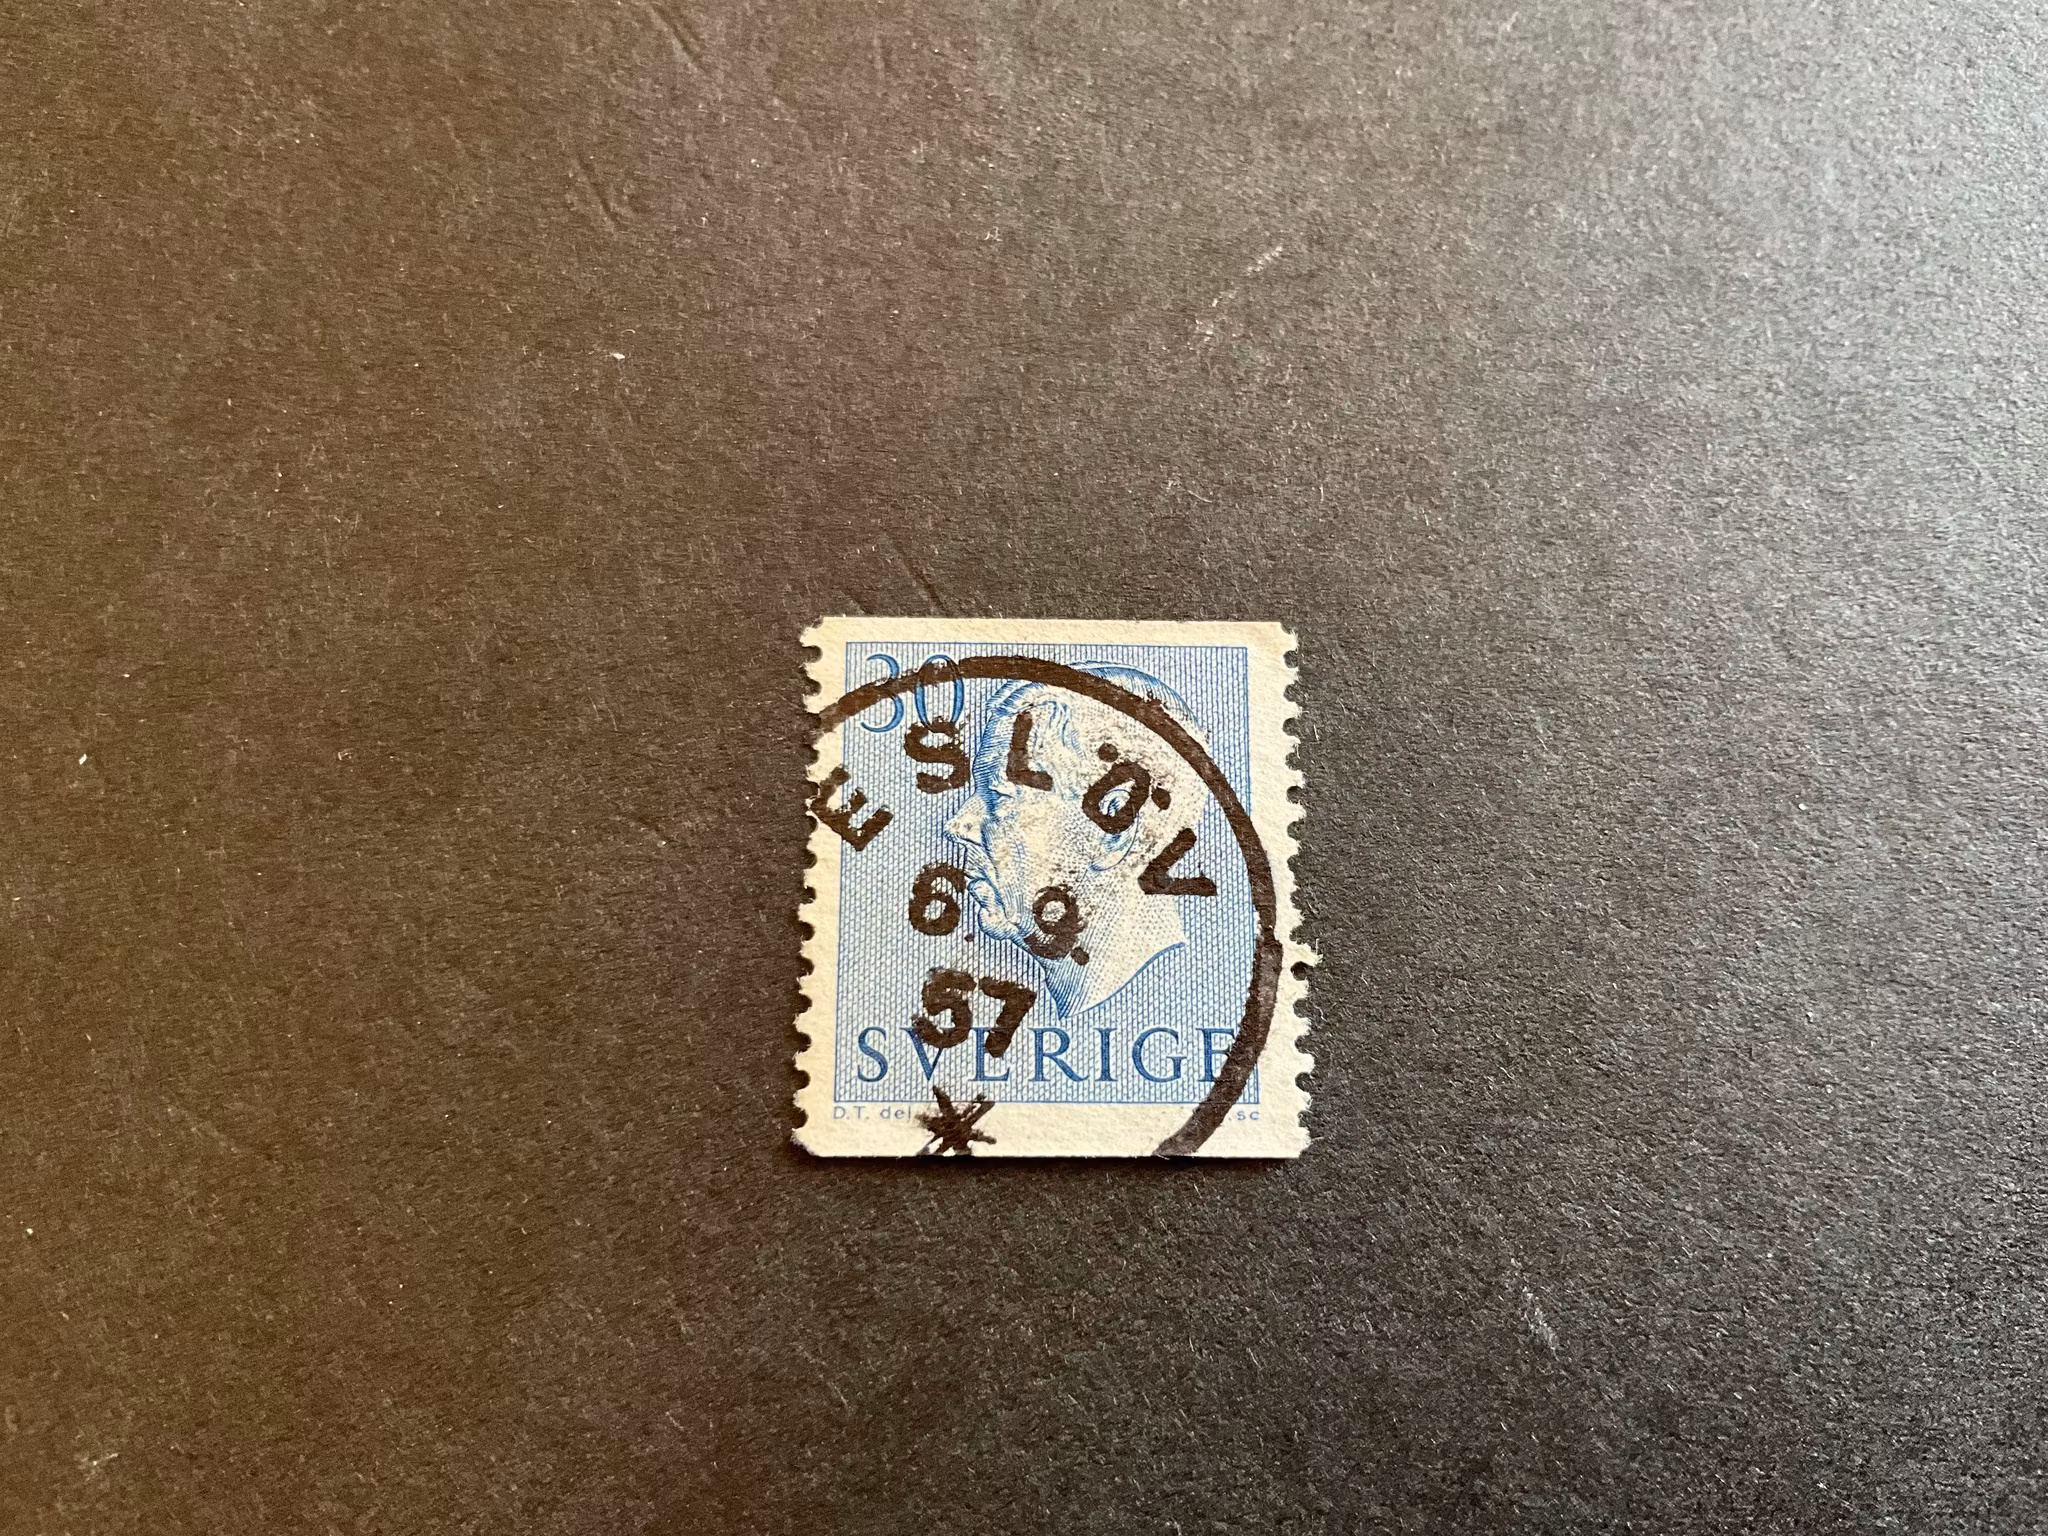 30
ESLÖV
6. 9.
57
SVERIGE
D.T. del sc